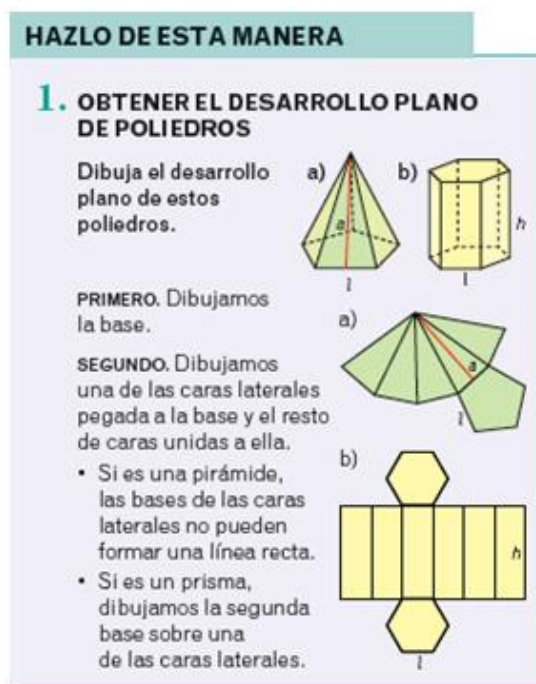 HAZLO DE ESTA MANERA
1. OBTENER EL DESARROLLO PLANO
DE POLIEDROS
Dibuja el desarrollo
plano de estos
poliedros.
a)
a
l
b)
h
l
PRIMERO. Dibujamos
la base.
SEGUNDO. Dibujamos
una de las caras laterales
pegada a la base y el resto
de caras unidas a ella.
• Si es una pirámide,
las bases de las caras
laterales no pueden
formar una línea recta.
• Si es un prisma,
dibujamos la segunda
base sobre una
de las caras laterales.
a)
a
l
b)
h
l